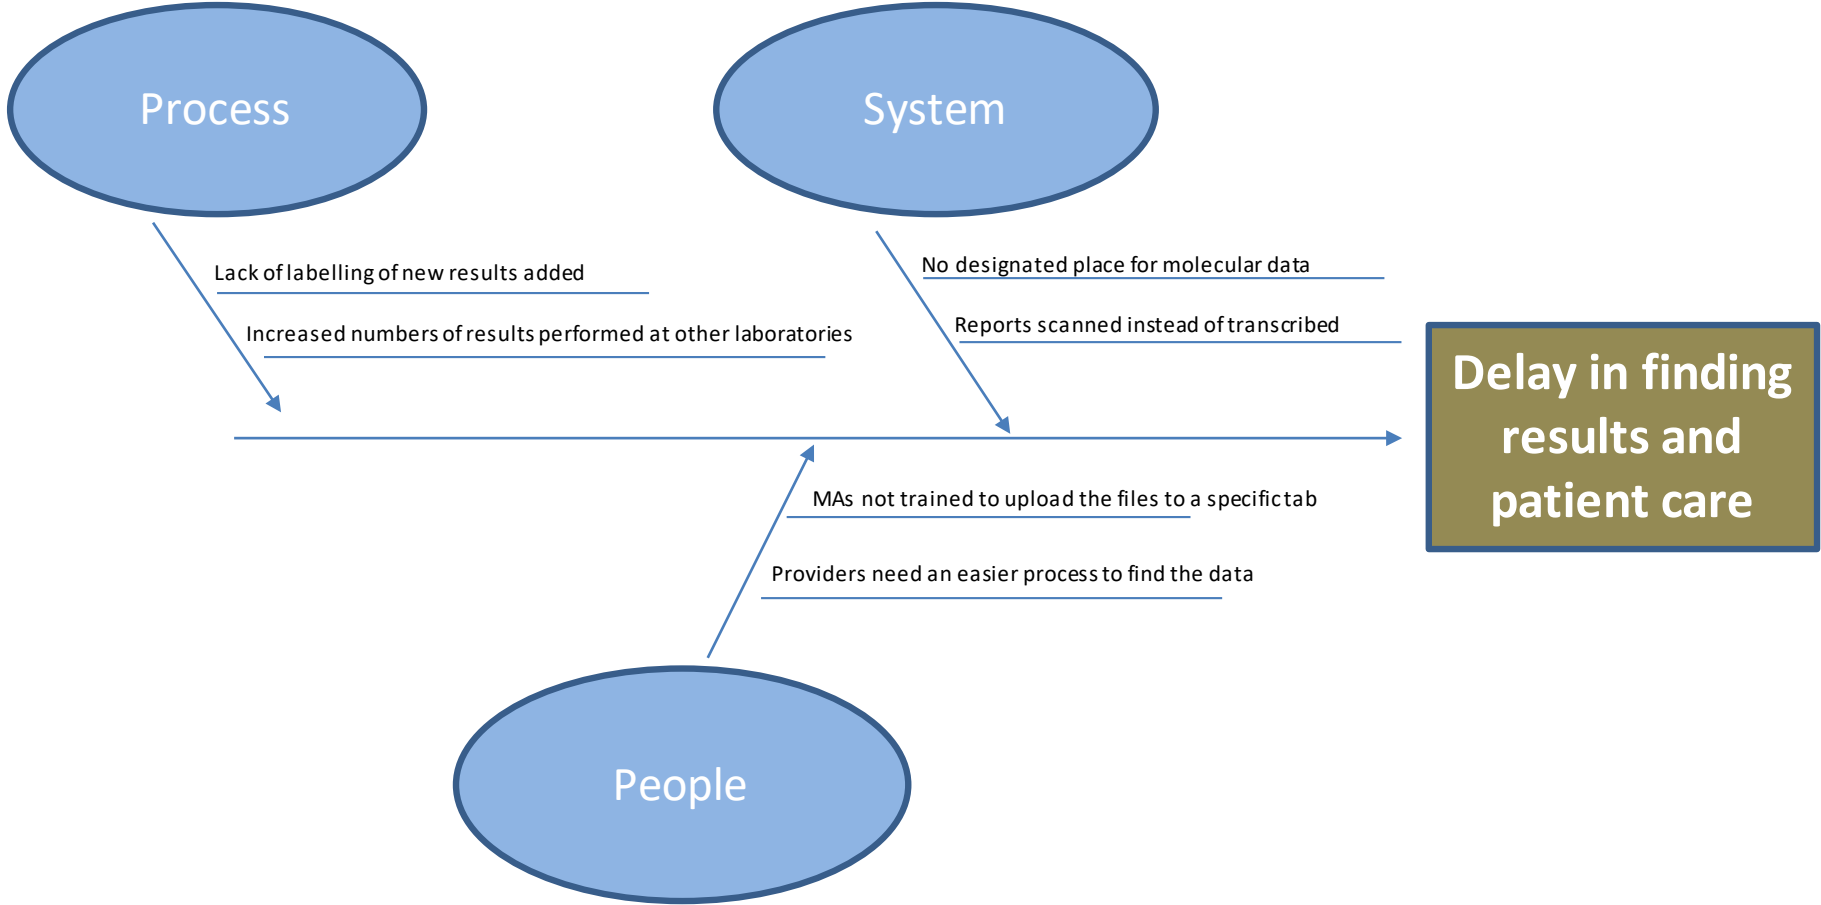 Process
System
Lack of labelling of new results added
Increased numbers of results performed at other laboratories
No designated place for molecular data
Reports scanned instead of transcribed
Delay in finding
results and
patient care
MAs not trained to upload the files to a specific tab
Providers need an easier process to find the data
People